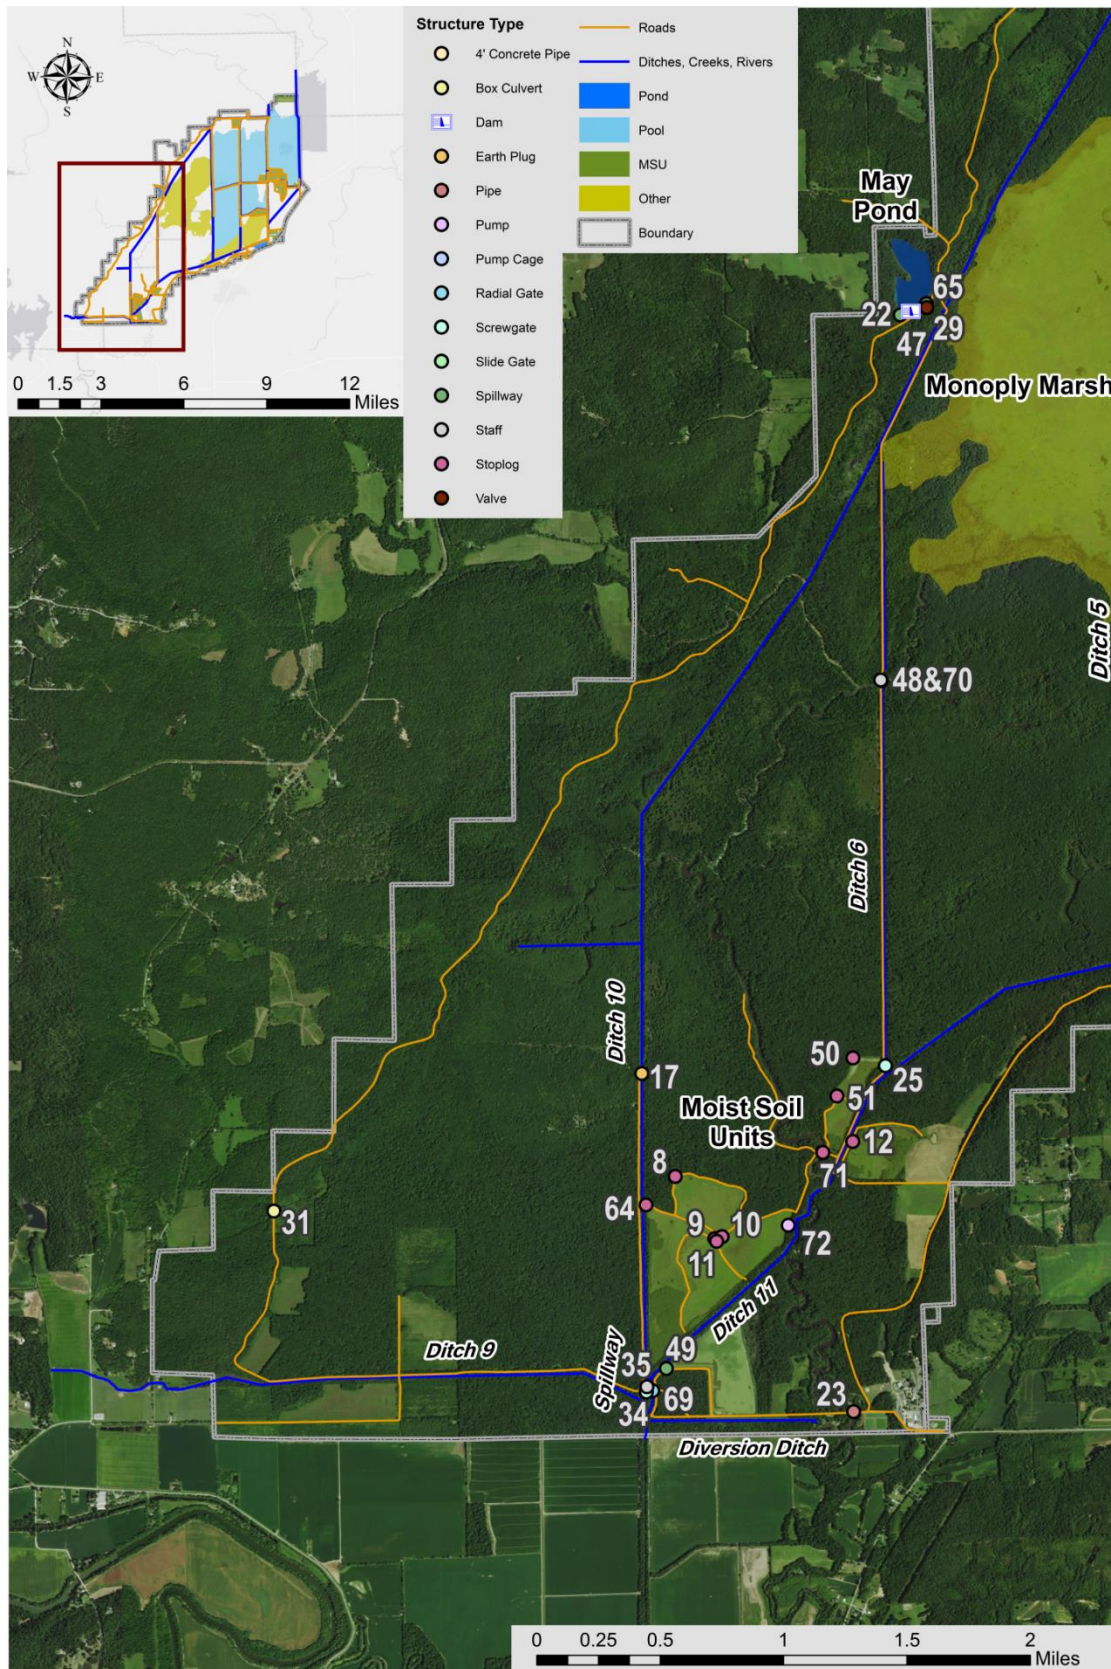 N
W E
S
0 1.5 3 6 9 12
Miles
Structure Type
4' Concrete Pipe
Box Culvert
Dam
Earth Plug
Pipe
Pump
Pump Cage
Radial Gate
Screwgate
Slide Gate
Spillway
Staff
Stoplog
Valve
Roads
Ditches, Creeks, Rivers
Pond
Pool
MSU
Other
Boundary
May
Pond
65
22
47
29
Monoply Marsh
Ditch 5
48&70
Ditch 6
Ditch 10
50
17
25
51
Moist Soil
Units
12
8
71
64
9
10
31
72
11
Ditch 11
Ditch 9
Spillway
35
49
34
69
23
Diversion Ditch
0 0.25 0.5 1 1.5 2
Miles